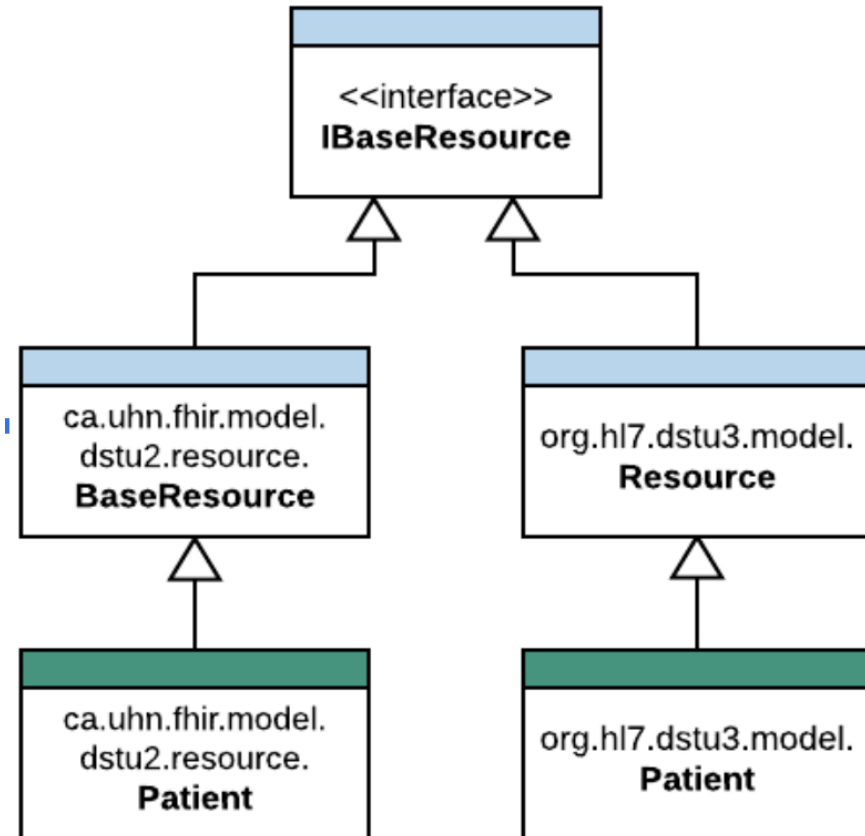 <<interface>>
IBaseResource
ca.uhn.fhir.model.
dstu2.resource.
BaseResource
org.hl7.dstu3.model.
Resource
ca.uhn.fhir.model.
dstu2.resource.
Patient
org.hl7.dstu3.model.
Patient